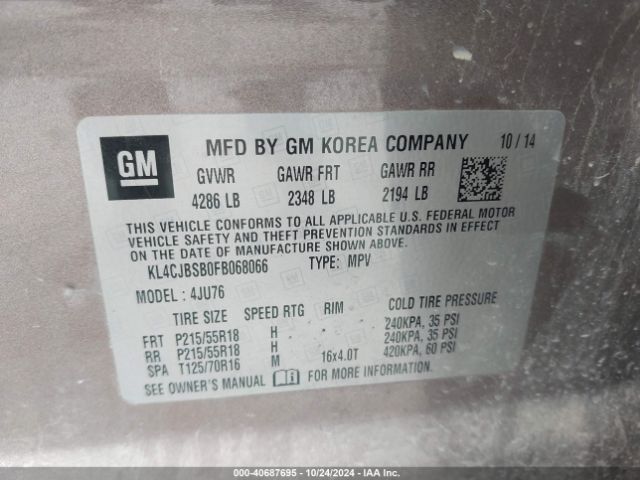 GM
MFD BY GM KOREA COMPANY 10 / 14
GVWR GAWR FRT GAWR RR
4286 LB 2348 LB 2194 LB
THIS VEHICLE CONFORMS TO ALL APPLICABLE U.S. FEDERAL MOTOR
VEHICLE SAFETY AND THEFT PREVENTION STANDARDS IN EFFECT
ON THE DATE OF MANUFACTURE SHOWN ABOVE.
KL4CJBSB0FB068066 TYPE: MPV
MODEL : 4JU76
TIRE SIZE SPEED RTG RIM COLD TIRE PRESSURE
FRT P215/55R18 H 240KPA, 35 PSI
RR P215/55R18 H 240KPA, 35 PSI
SPA T125/70R16 M 16x4.0T 420KPA, 60 PSI
SEE OWNER'S MANUAL FOR MORE INFORMATION
000-40687695 - 10/24/2024 - IAA Inc.